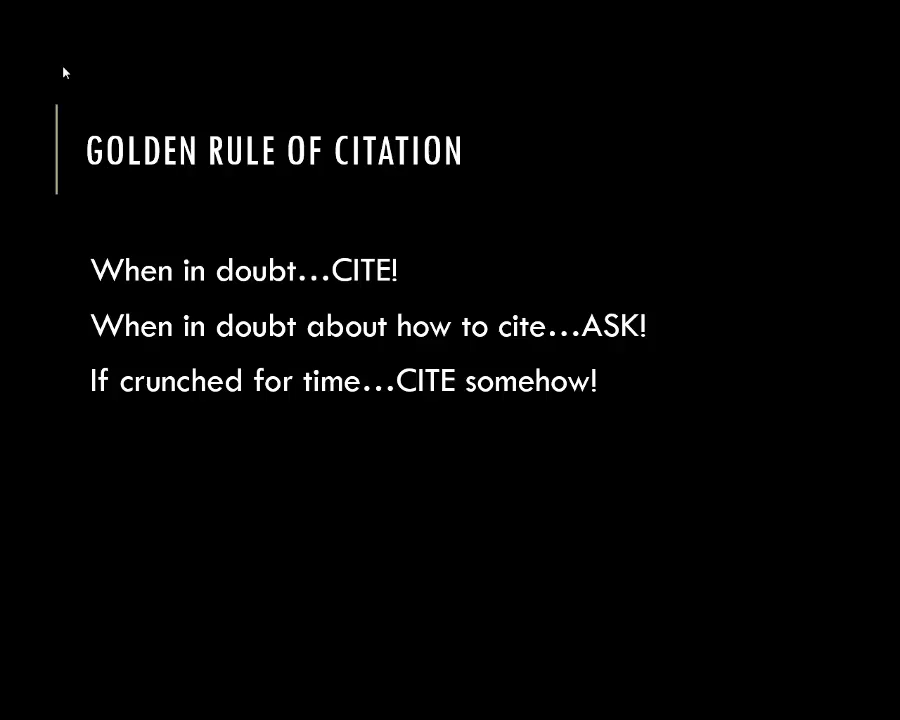 GOLDEN RULE OF CITATION
When in doubt...CITE!
When in doubt about how to cite...ASK!
If crunched for time...CITE somehow!